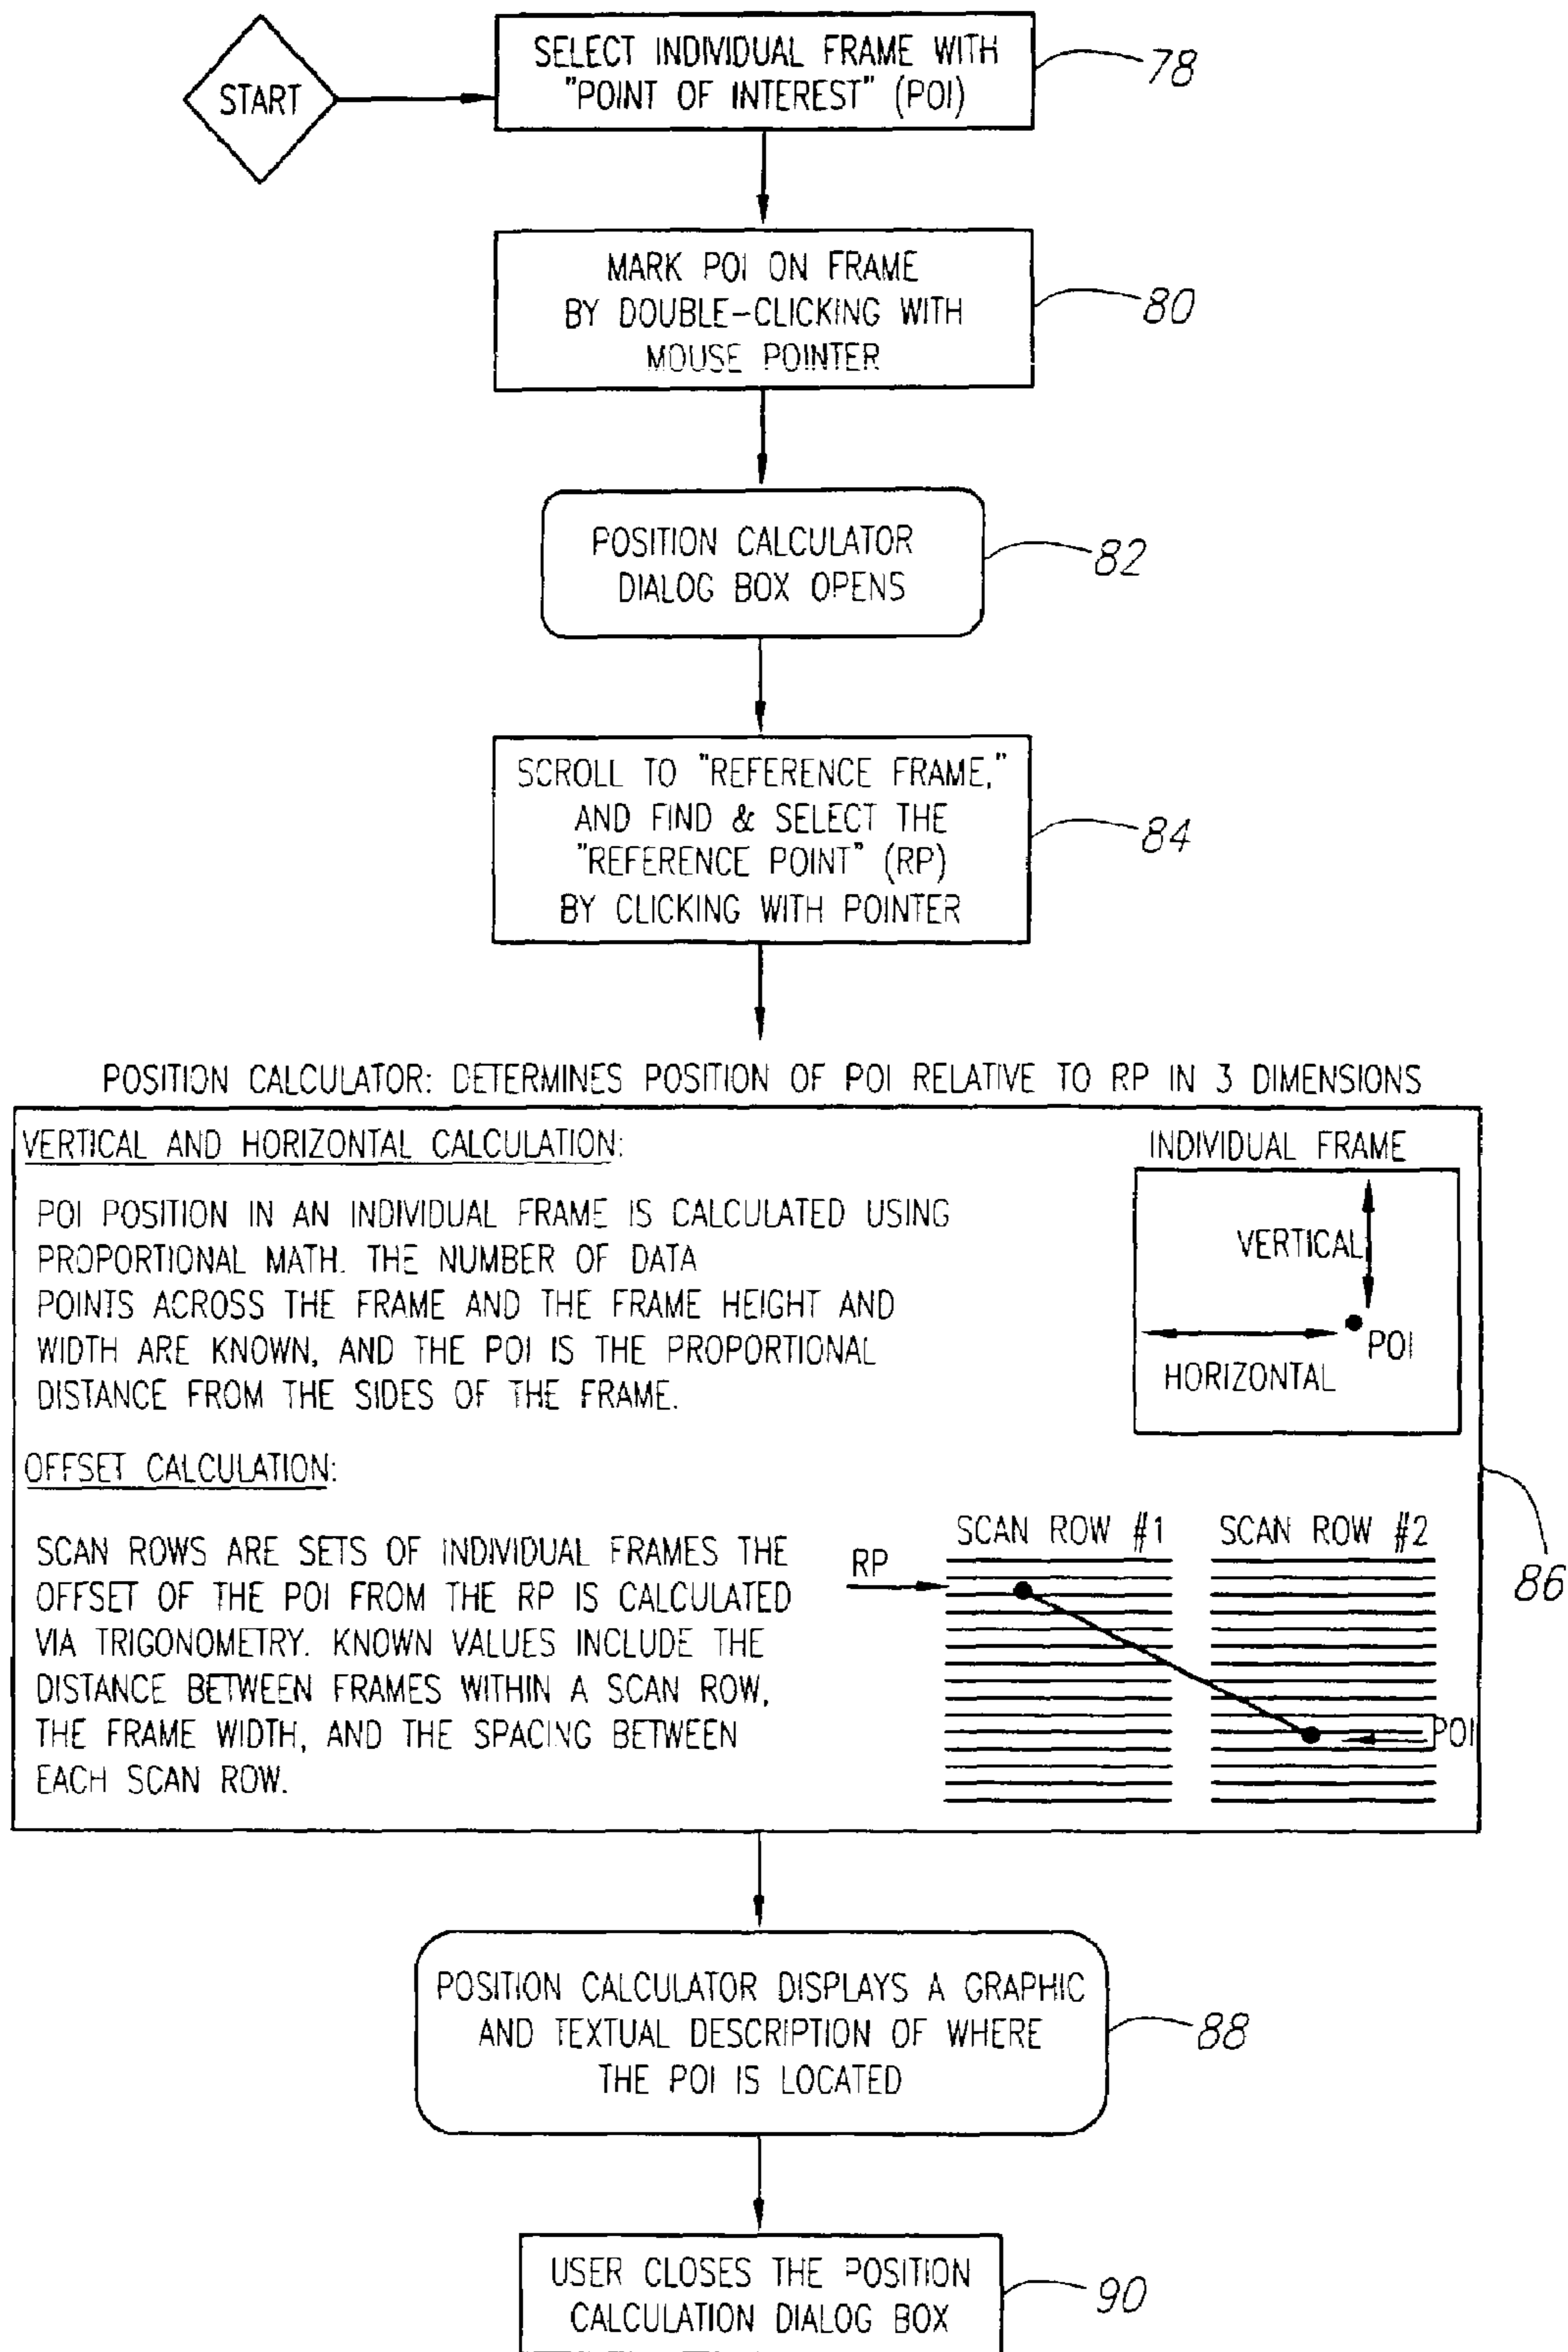 START
SELECT INDIVIDUAL FRAME WITH
"POINT OF INTEREST" (POI)
78
MARK POI ON FRAME
BY DOUBLE-CLICKING WITH
MOUSE POINTER
80
POSITION CALCULATOR
DIALOG BOX OPENS
82
SCROLL TO "REFERENCE FRAME,"
AND FIND & SELECT THE
"REFERENCE POINT" (RP)
BY CLICKING WITH POINTER
84
POSITION CALCULATOR: DETERMINES POSITION OF POI RELATIVE TO RP IN 3 DIMENSIONS
VERTICAL AND HORIZONTAL CALCULATION:
POI POSITION IN AN INDIVIDUAL FRAME IS CALCULATED USING
PROPORTIONAL MATH. THE NUMBER OF DATA
POINTS ACROSS THE FRAME AND THE FRAME HEIGHT AND
WIDTH ARE KNOWN, AND THE POI IS THE PROPORTIONAL
DISTANCE FROM THE SIDES OF THE FRAME.
INDIVIDUAL FRAME
VERTICAL
POI
HORIZONTAL
OFFSET CALCULATION:
SCAN ROWS ARE SETS OF INDIVIDUAL FRAMES THE
OFFSET OF THE POI FROM THE RP IS CALCULATED
VIA TRIGONOMETRY. KNOWN VALUES INCLUDE THE
DISTANCE BETWEEN FRAMES WITHIN A SCAN ROW,
THE FRAME WIDTH, AND THE SPACING BETWEEN
EACH SCAN ROW.
SCAN ROW #1
SCAN ROW #2
RP
POI
86
POSITION CALCULATOR DISPLAYS A GRAPHIC
AND TEXTUAL DESCRIPTION OF WHERE
THE POI IS LOCATED
88
USER CLOSES THE POSITION
CALCULATION DIALOG BOX
90